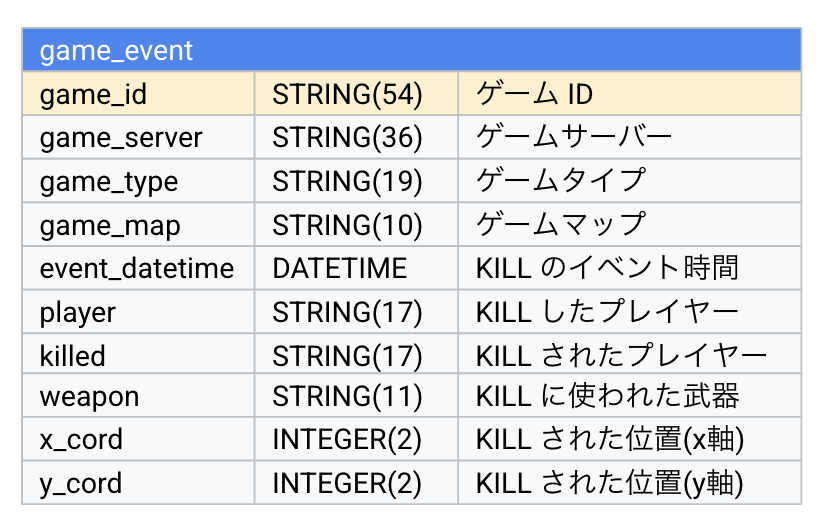 game_event
game_id STRING(54) ゲーム ID
game_server STRING(36) ゲームサーバー
game_type STRING(19) ゲームタイプ
game_map STRING(10) ゲームマップ
event_datetime DATETIME KILL のイベント時間
player STRING(17) KILL したプレイヤー
killed STRING(17) KILL されたプレイヤー
weapon STRING(11) KILL に使われた武器
x_cord INTEGER(2) KILL された位置(x軸)
y_cord INTEGER(2) KILL された位置(y軸)